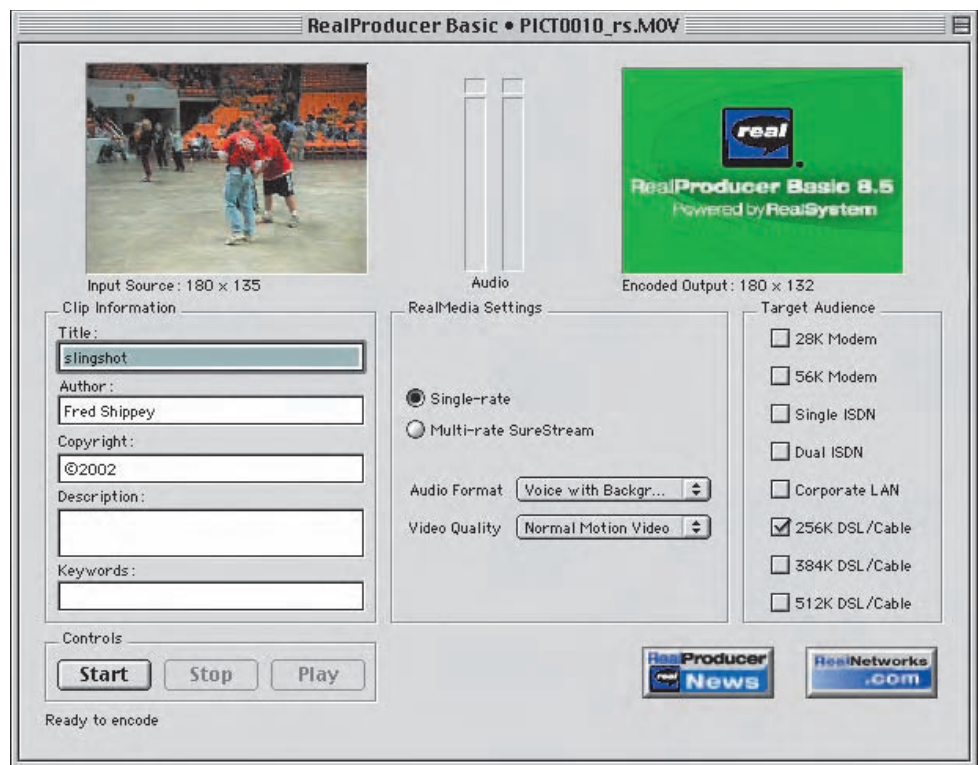 RealProducer Basic • PICT0010_rs.MOV
real
RealProducer Basic 8.5
Powered by RealSystem
Input Source: 180 × 135
Audio
Encoded Output: 180 × 132
Clip Information
Title:
slingshot
Author:
Fred Shippey
Copyright:
©2002
Description:
Keywords:
RealMedia Settings
Single-rate
Multi-rate SureStream
Audio Format Voice with Backgr...
Video Quality Normal Motion Video
Target Audience
28K Modem
56K Modem
Single ISDN
Dual ISDN
Corporate LAN
256K DSL/Cable
384K DSL/Cable
512K DSL/Cable
Controls
Start Stop Play
RealProducer
real News
RealNetworks
.com
Ready to encode